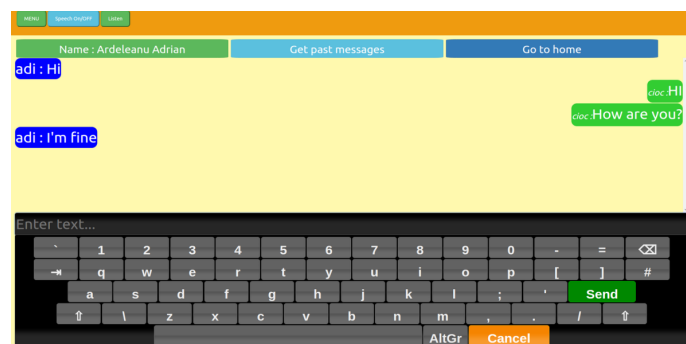 MENU Speech On/OFF Listen
Name : Ardeleanu Adrian Get past messages Go to home
adi : Hi
cioc :HI
cioc :How are you?
adi : I'm fine
Enter text...
` 1 2 3 4 5 6 7 8 9 0 - = ⌫
⇥ q w e r t y u i o p [ ] #
a s d f g h j k l ; ' Send
⇧ \ z x c v b n m , . / ⇧
AltGr Cancel